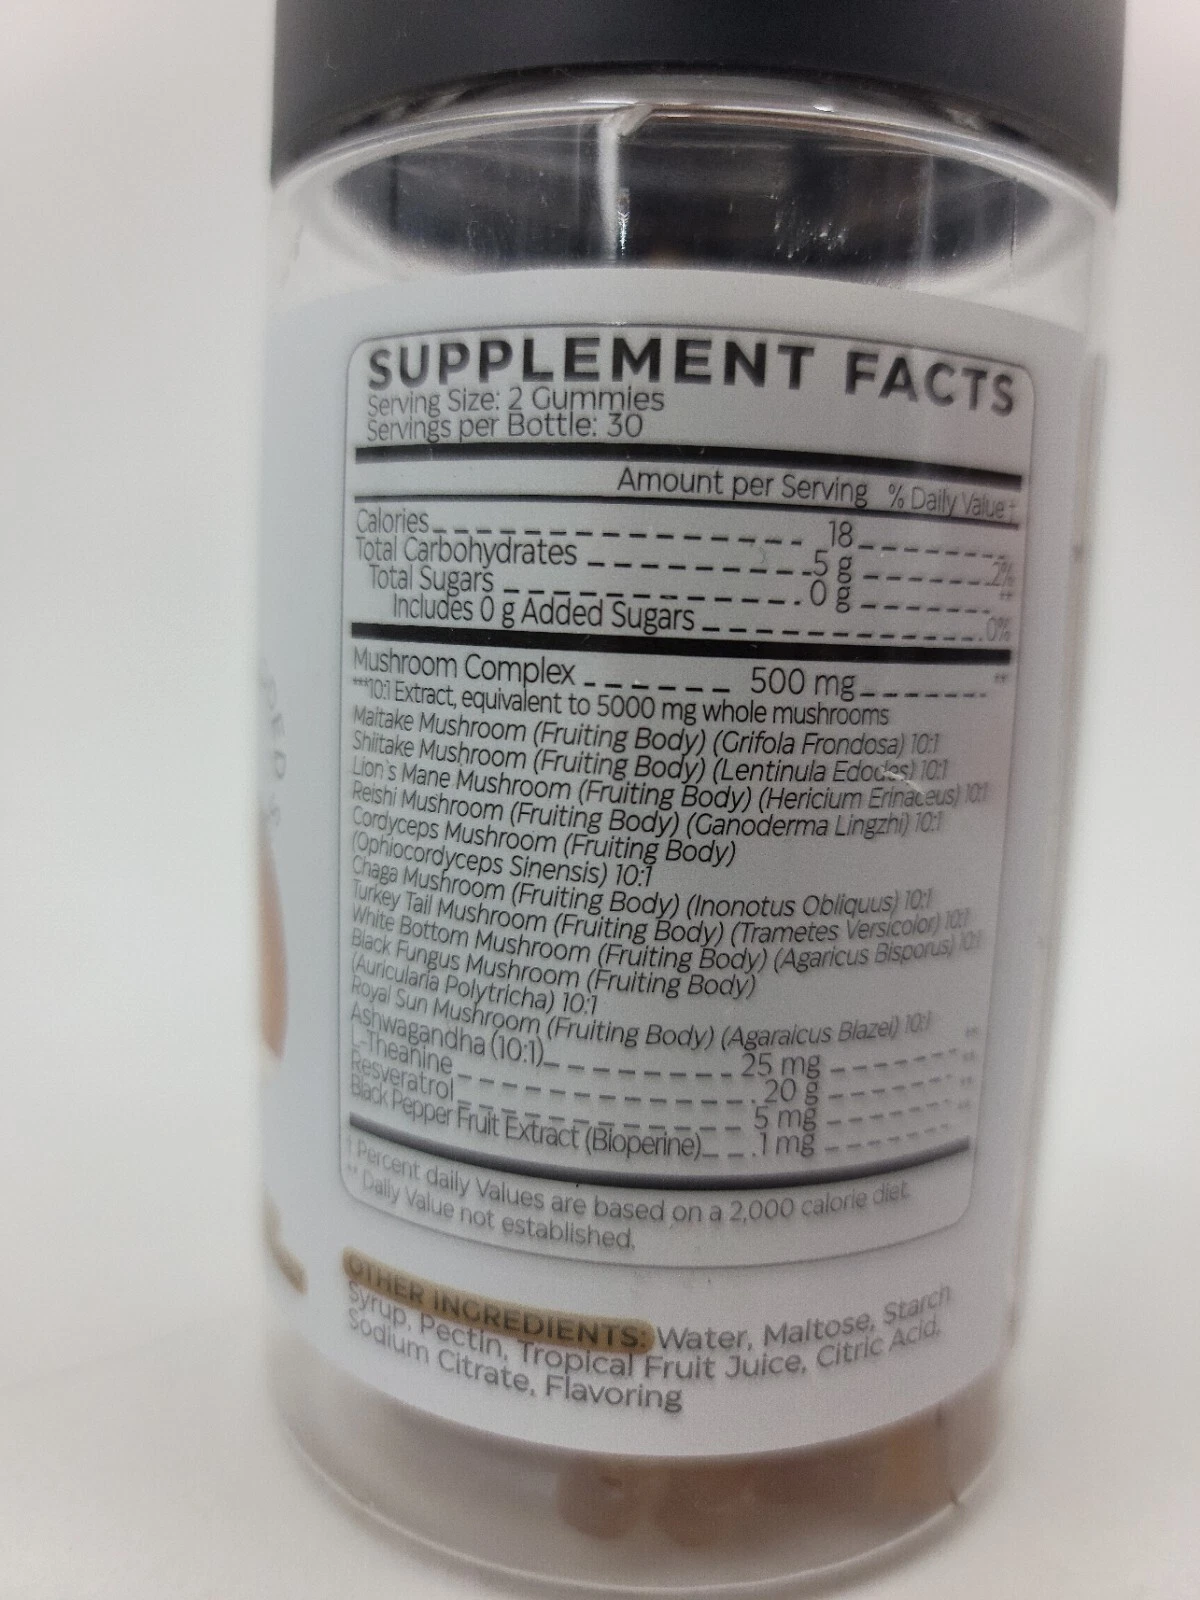 SUPPLEMENT FACTS
Serving Size: 2 Gummies
Servings per Bottle: 30
Amount per Serving % Daily Value †
Calories 18
Total Carbohydrates 5 g 2%
Total Sugars 0 g **
Includes 0 g Added Sugars 0%
Mushroom Complex 500 mg **
***10:1 Extract, equivalent to 5000 mg whole mushrooms
Maitake Mushroom (Fruiting Body) (Grifola Frondosa) 10:1
Shiitake Mushroom (Fruiting Body) (Lentinula Edodes) 10:1
Lion's Mane Mushroom (Fruiting Body) (Hericium Erinaceus) 10:1
Reishi Mushroom (Fruiting Body) (Ganoderma Lingzhi) 10:1
Cordyceps Mushroom (Fruiting Body)
(Ophiocordyceps Sinensis) 10:1
Chaga Mushroom (Fruiting Body) (Inonotus Obliquus) 10:1
Turkey Tail Mushroom (Fruiting Body) (Trametes Versicolor) 10:1
White Bottom Mushroom (Fruiting Body) (Agaricus Bisporus) 10:1
Black Fungus Mushroom (Fruiting Body)
(Auricularia Polytricha) 10:1
Royal Sun Mushroom (Fruiting Body) (Agaraicus Blazei) 10:1
Ashwagandha (10:1) 25 mg **
L-Theanine 20 g **
Resveratrol 5 mg **
Black Pepper Fruit Extract (Bioperine) 1 mg **
† Percent daily Values are based on a 2,000 calorie diet.
** Daily Value not established.
OTHER INGREDIENTS: Water, Maltose, Starch
Syrup, Pectin, Tropical Fruit Juice, Citric Acid,
Sodium Citrate, Flavoring